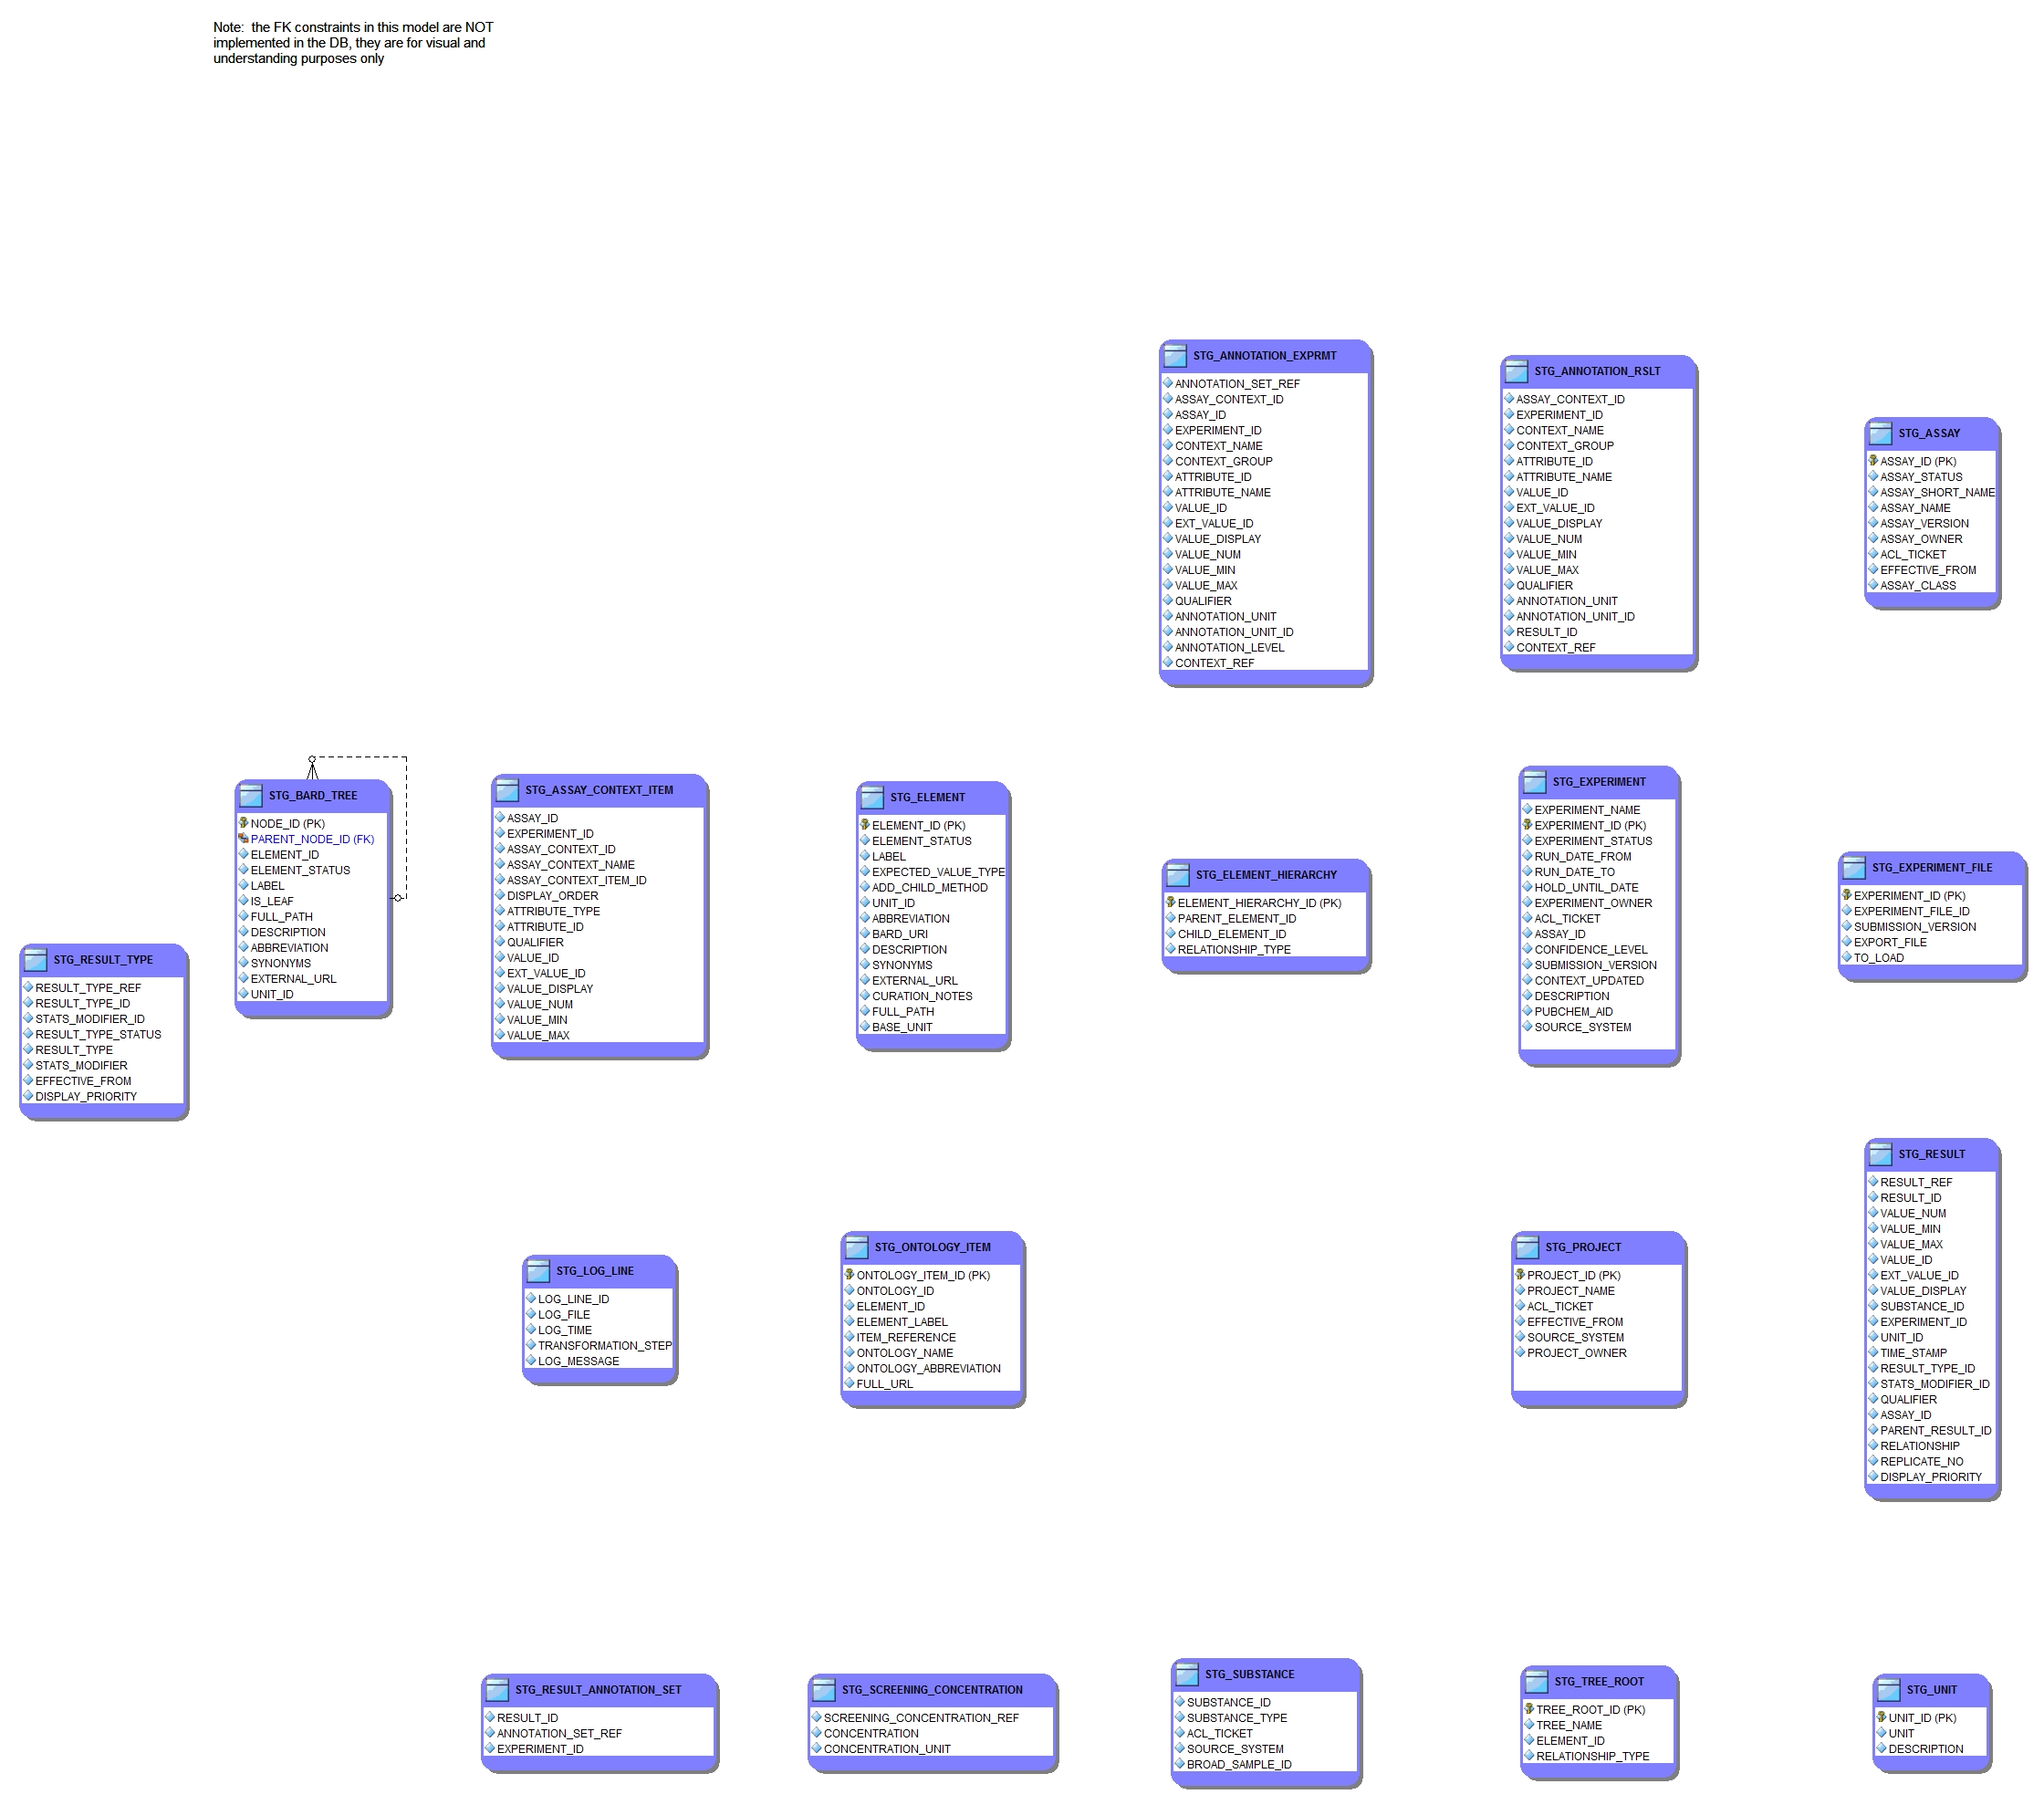 Note:  the FK constraints in this model are NOT
implemented in the DB, they are for visual and
understanding purposes only
STG_ANNOTATION_EXPRMT
ANNOTATION_SET_REF
ASSAY_CONTEXT_ID
ASSAY_ID
EXPERIMENT_ID
CONTEXT_NAME
CONTEXT_GROUP
ATTRIBUTE_ID
ATTRIBUTE_NAME
VALUE_ID
EXT_VALUE_ID
VALUE_DISPLAY
VALUE_NUM
VALUE_MIN
VALUE_MAX
QUALIFIER
ANNOTATION_UNIT
ANNOTATION_UNIT_ID
ANNOTATION_LEVEL
CONTEXT_REF
STG_ANNOTATION_RSLT
ASSAY_CONTEXT_ID
EXPERIMENT_ID
CONTEXT_NAME
CONTEXT_GROUP
ATTRIBUTE_ID
ATTRIBUTE_NAME
VALUE_ID
EXT_VALUE_ID
VALUE_DISPLAY
VALUE_NUM
VALUE_MIN
VALUE_MAX
QUALIFIER
ANNOTATION_UNIT
ANNOTATION_UNIT_ID
RESULT_ID
CONTEXT_REF
STG_ASSAY
ASSAY_ID (PK)
ASSAY_STATUS
ASSAY_SHORT_NAME
ASSAY_NAME
ASSAY_VERSION
ASSAY_OWNER
ACL_TICKET
EFFECTIVE_FROM
ASSAY_CLASS
STG_RESULT_TYPE
RESULT_TYPE_REF
RESULT_TYPE_ID
STATS_MODIFIER_ID
RESULT_TYPE_STATUS
RESULT_TYPE
STATS_MODIFIER
EFFECTIVE_FROM
DISPLAY_PRIORITY
STG_BARD_TREE
NODE_ID (PK)
PARENT_NODE_ID (FK)
ELEMENT_ID
ELEMENT_STATUS
LABEL
IS_LEAF
FULL_PATH
DESCRIPTION
ABBREVIATION
SYNONYMS
EXTERNAL_URL
UNIT_ID
STG_ASSAY_CONTEXT_ITEM
ASSAY_ID
EXPERIMENT_ID
ASSAY_CONTEXT_ID
ASSAY_CONTEXT_NAME
ASSAY_CONTEXT_ITEM_ID
DISPLAY_ORDER
ATTRIBUTE_TYPE
ATTRIBUTE_ID
QUALIFIER
VALUE_ID
EXT_VALUE_ID
VALUE_DISPLAY
VALUE_NUM
VALUE_MIN
VALUE_MAX
STG_ELEMENT
ELEMENT_ID (PK)
ELEMENT_STATUS
LABEL
EXPECTED_VALUE_TYPE
ADD_CHILD_METHOD
UNIT_ID
ABBREVIATION
BARD_URI
DESCRIPTION
SYNONYMS
EXTERNAL_URL
CURATION_NOTES
FULL_PATH
BASE_UNIT
STG_ELEMENT_HIERARCHY
ELEMENT_HIERARCHY_ID (PK)
PARENT_ELEMENT_ID
CHILD_ELEMENT_ID
RELATIONSHIP_TYPE
STG_EXPERIMENT
EXPERIMENT_NAME
EXPERIMENT_ID (PK)
EXPERIMENT_STATUS
RUN_DATE_FROM
RUN_DATE_TO
HOLD_UNTIL_DATE
EXPERIMENT_OWNER
ACL_TICKET
ASSAY_ID
CONFIDENCE_LEVEL
SUBMISSION_VERSION
CONTEXT_UPDATED
DESCRIPTION
PUBCHEM_AID
SOURCE_SYSTEM
STG_EXPERIMENT_FILE
EXPERIMENT_ID (PK)
EXPERIMENT_FILE_ID
SUBMISSION_VERSION
EXPORT_FILE
TO_LOAD
STG_LOG_LINE
LOG_LINE_ID
LOG_FILE
LOG_TIME
TRANSFORMATION_STEP
LOG_MESSAGE
STG_ONTOLOGY_ITEM
ONTOLOGY_ITEM_ID (PK)
ONTOLOGY_ID
ELEMENT_ID
ELEMENT_LABEL
ITEM_REFERENCE
ONTOLOGY_NAME
ONTOLOGY_ABBREVIATION
FULL_URL
STG_PROJECT
PROJECT_ID (PK)
PROJECT_NAME
ACL_TICKET
EFFECTIVE_FROM
SOURCE_SYSTEM
PROJECT_OWNER
STG_RESULT
RESULT_REF
RESULT_ID
VALUE_NUM
VALUE_MIN
VALUE_MAX
VALUE_ID
EXT_VALUE_ID
VALUE_DISPLAY
SUBSTANCE_ID
EXPERIMENT_ID
UNIT_ID
TIME_STAMP
RESULT_TYPE_ID
STATS_MODIFIER_ID
QUALIFIER
ASSAY_ID
PARENT_RESULT_ID
RELATIONSHIP
REPLICATE_NO
DISPLAY_PRIORITY
STG_RESULT_ANNOTATION_SET
RESULT_ID
ANNOTATION_SET_REF
EXPERIMENT_ID
STG_SCREENING_CONCENTRATION
SCREENING_CONCENTRATION_REF
CONCENTRATION
CONCENTRATION_UNIT
STG_SUBSTANCE
SUBSTANCE_ID
SUBSTANCE_TYPE
ACL_TICKET
SOURCE_SYSTEM
BROAD_SAMPLE_ID
STG_TREE_ROOT
TREE_ROOT_ID (PK)
TREE_NAME
ELEMENT_ID
RELATIONSHIP_TYPE
STG_UNIT
UNIT_ID (PK)
UNIT
DESCRIPTION